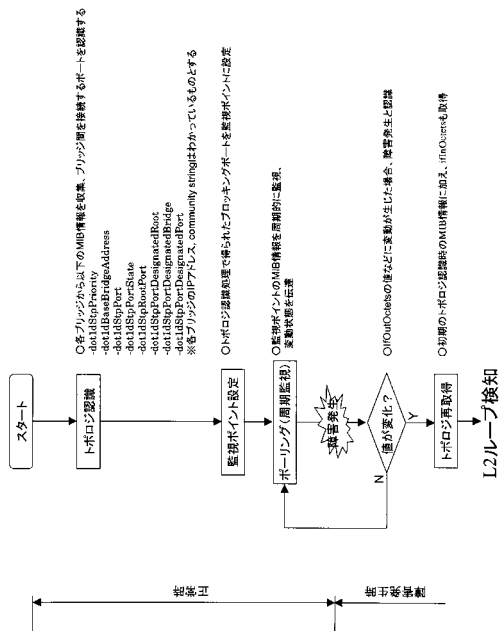 スタート
トポロジ認識
○各ブリッジから以下のMIB情報を収集、ブリッジ間を接続するポートを認識する
-dot1dStpPriority
-dot1dBaseBridgeAddress
-dot1dStpPort
-dot1dStpPortState
-dot1dStpRootPort
-dot1dStpPortDesignatedRoot
-dot1dStpPortDesignatedBridge
-dot1dStpPortDesignatedPort
※各ブリッジのIPアドレス, community stringはわかっているものとする
監視ポイント設定
○トポロジ認識処理で得られたブロッキングポートを監視ポイントに設定
ポーリング(周期監視)
○監視ポイントのMIB情報を周期的に監視、
変動状態を伝達
障害発生
値が変化？
N
Y
○IfOutOctetsの値などに変動が生じた場合、障害発生と認識
トポロジ再取得
○初期のトポロジ認識時のMIB情報に加え、ifInOctetsも取得
L2ループ検知
正常時
障害発生時